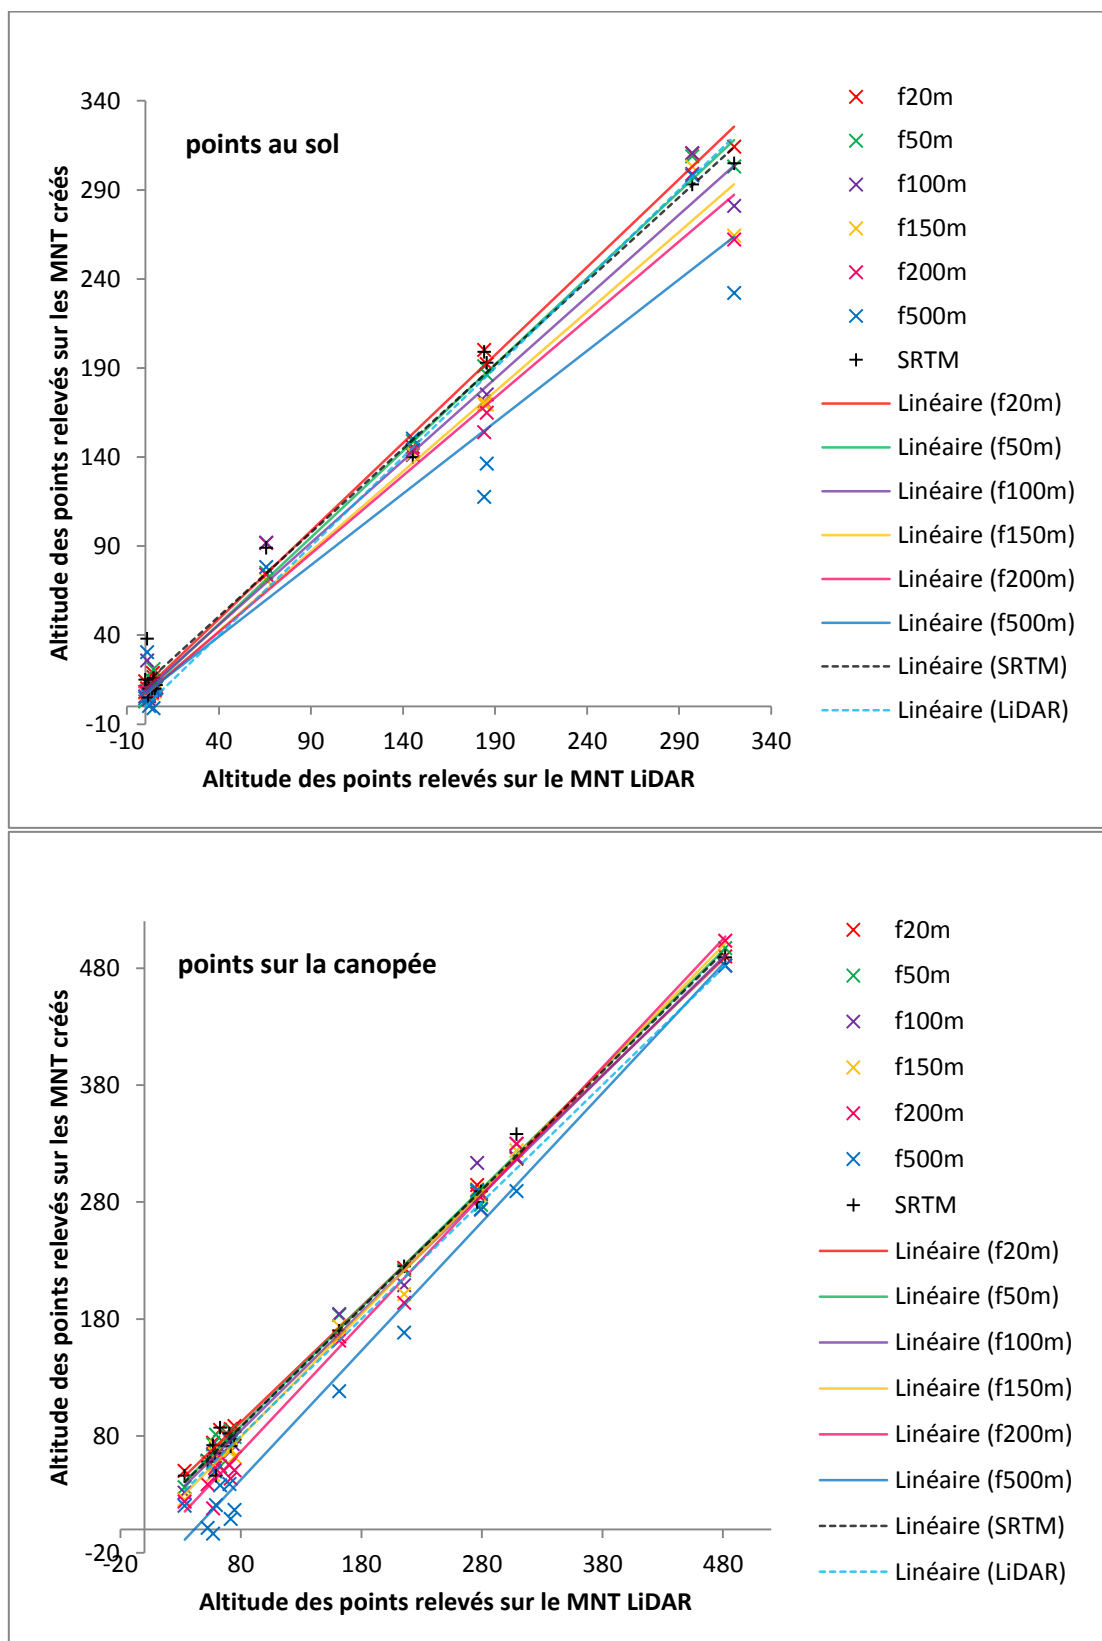 points au sol
Altitude des points relevés sur les MNT créés
340
290
240
190
140
90
40
-10
-10 40 90 140 190 240 290 340
Altitude des points relevés sur le MNT LiDAR
f20m
f50m
f100m
f150m
f200m
f500m
SRTM
Linéaire (f20m)
Linéaire (f50m)
Linéaire (f100m)
Linéaire (f150m)
Linéaire (f200m)
Linéaire (f500m)
Linéaire (SRTM)
Linéaire (LiDAR)
points sur la canopée
Altitude des points relevés sur les MNT créés
480
380
280
180
80
-20
-20 80 180 280 380 480
Altitude des points relevés sur le MNT LiDAR
f20m
f50m
f100m
f150m
f200m
f500m
SRTM
Linéaire (f20m)
Linéaire (f50m)
Linéaire (f100m)
Linéaire (f150m)
Linéaire (f200m)
Linéaire (f500m)
Linéaire (SRTM)
Linéaire (LiDAR)